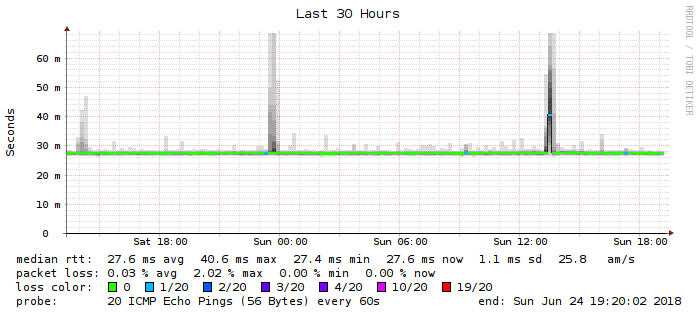 Last 30 Hours
RRDTOOL / TOBI OETIKER
Seconds
60 m
50 m
40 m
30 m
20 m
10 m
0
Sat 18:00 Sun 00:00 Sun 06:00 Sun 12:00 Sun 18:00
median rtt: 27.6 ms avg 40.6 ms max 27.4 ms min 27.6 ms now 1.1 ms sd 25.8 am/s
packet loss: 0.03 % avg 2.02 % max 0.00 % min 0.00 % now
loss color: 0 1/20 2/20 3/20 4/20 10/20 19/20
probe: 20 ICMP Echo Pings (56 Bytes) every 60s end: Sun Jun 24 19:20:02 2018